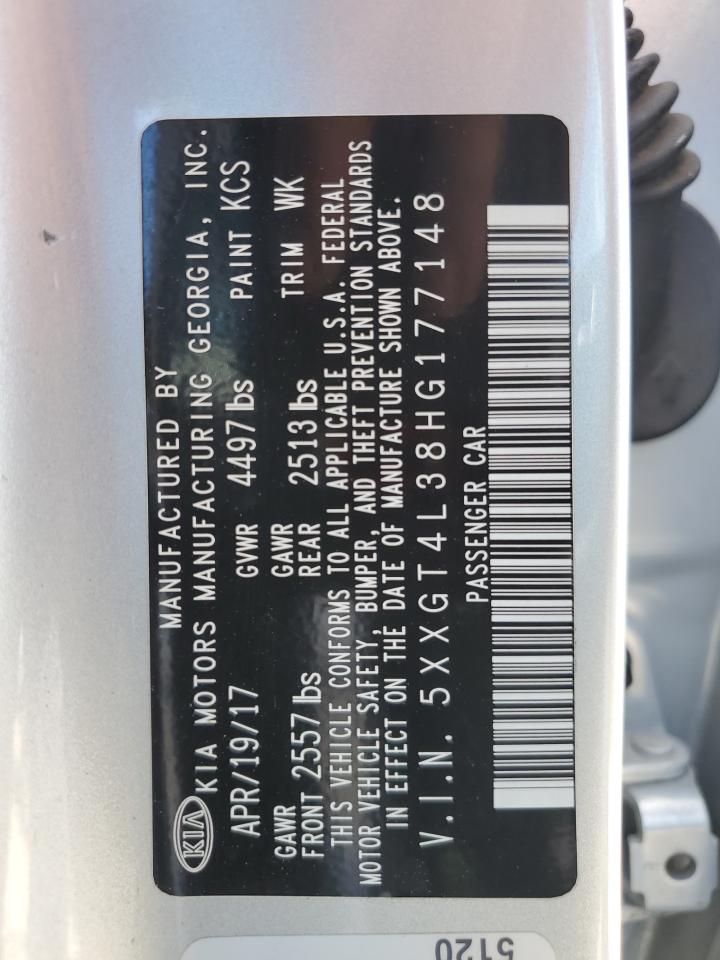 MANUFACTURED BY
KIA KIA MOTORS MANUFACTURING GEORGIA, INC.
APR/19/17 GVWR 4497 lbs PAINT KCS
GAWR GAWR
FRONT 2557 lbs REAR 2513 lbs TRIM WK
THIS VEHICLE CONFORMS TO ALL APPLICABLE U.S.A. FEDERAL
MOTOR VEHICLE SAFETY, BUMPER, AND THEFT PREVENTION STANDARDS
IN EFFECT ON THE DATE OF MANUFACTURE SHOWN ABOVE.
V.I.N. 5XXGT4L38HG177148
PASSENGER CAR
5120